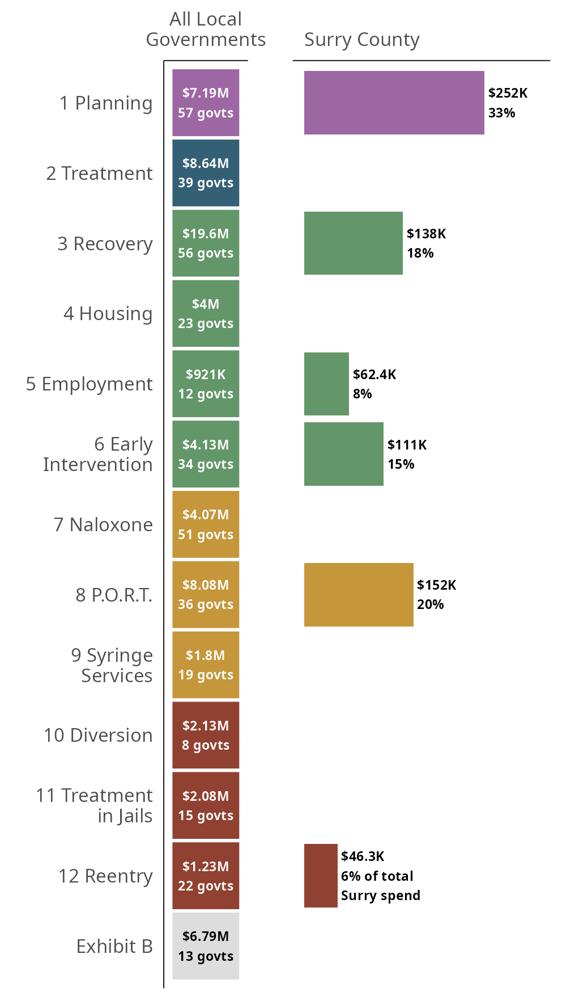 All Local
Governments
Surry County
1 Planning
$7.19M
57 govts
$252K
33%
2 Treatment
$8.64M
39 govts
3 Recovery
$19.6M
56 govts
$138K
18%
4 Housing
$4M
23 govts
5 Employment
$921K
12 govts
$62.4K
8%
6 Early
Intervention
$4.13M
34 govts
$111K
15%
7 Naloxone
$4.07M
51 govts
8 P.O.R.T.
$8.08M
36 govts
$152K
20%
9 Syringe
Services
$1.8M
19 govts
10 Diversion
$2.13M
8 govts
11 Treatment
in Jails
$2.08M
15 govts
12 Reentry
$1.23M
22 govts
$46.3K
6% of total
Surry spend
Exhibit B
$6.79M
13 govts